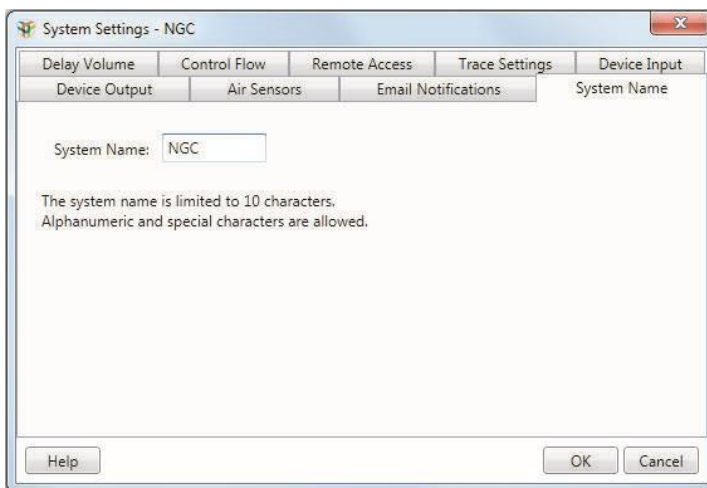 System Settings - NGC
Delay Volume Control Flow Remote Access Trace Settings Device Input
Device Output Air Sensors Email Notifications System Name
System Name: NGC
The system name is limited to 10 characters.
Alphanumeric and special characters are allowed.
Help OK Cancel